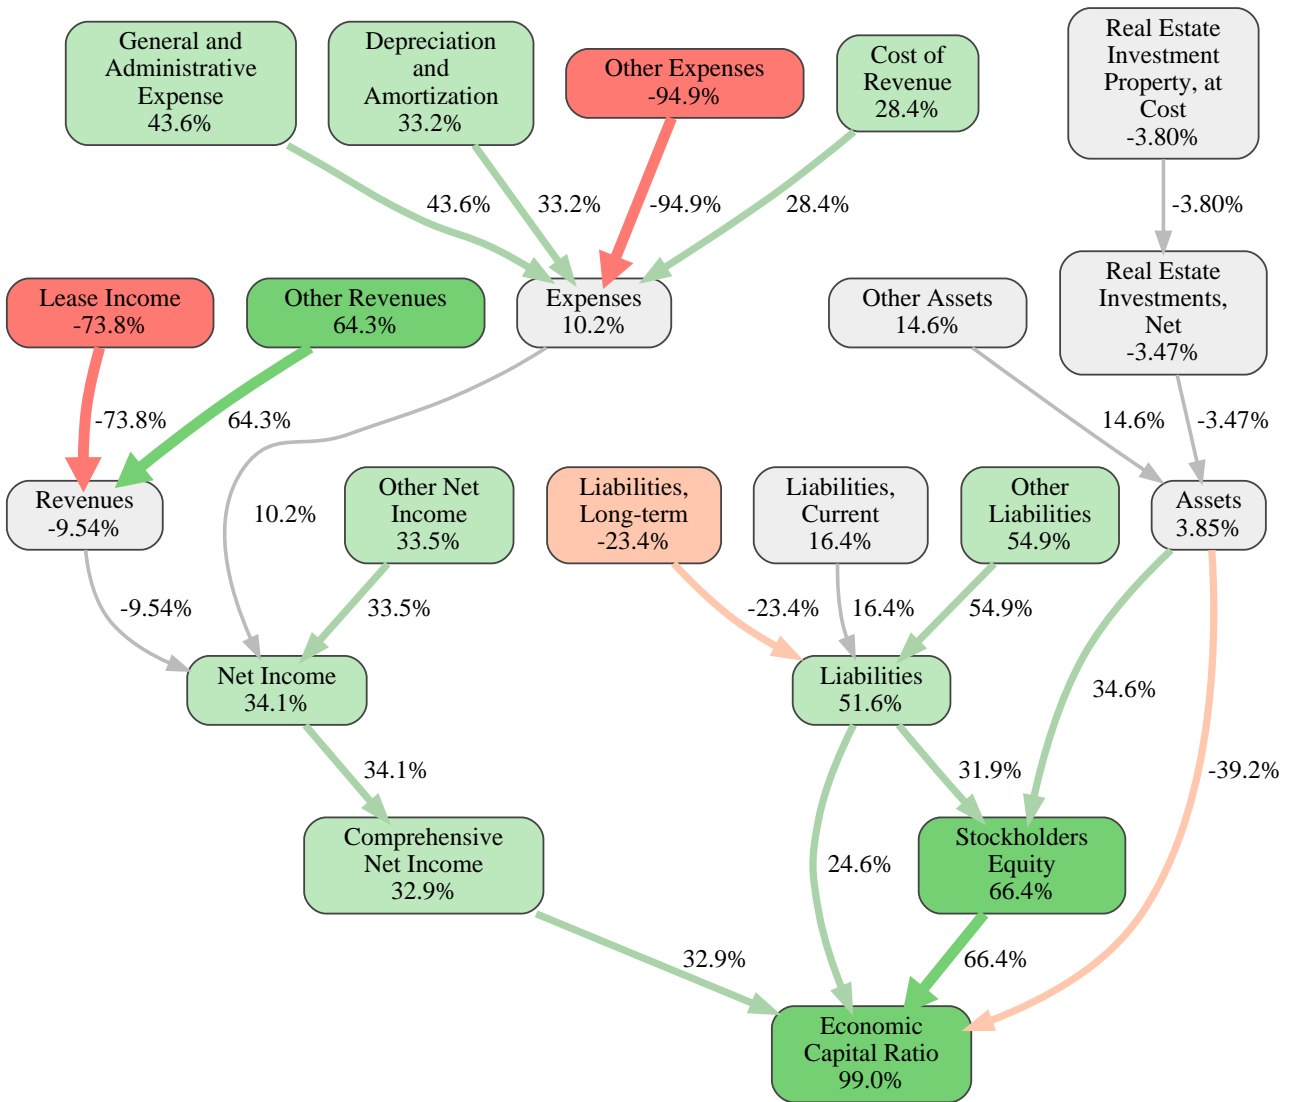 General and
Administrative
Expense
43.6%
Depreciation
and
Amortization
33.2%
Other Expenses
-94.9%
Cost of
Revenue
28.4%
Real Estate
Investment
Property, at
Cost
-3.80%
43.6%
33.2%
-94.9%
28.4%
-3.80%
Lease Income
-73.8%
Other Revenues
64.3%
Expenses
10.2%
Other Assets
14.6%
Real Estate
Investments,
Net
-3.47%
-73.8%
64.3%
14.6%
-3.47%
Revenues
-9.54%
10.2%
Other Net
Income
33.5%
Liabilities,
Long-term
-23.4%
Liabilities,
Current
16.4%
Other
Liabilities
54.9%
Assets
3.85%
-9.54%
33.5%
-23.4%
16.4%
54.9%
Net Income
34.1%
Liabilities
51.6%
34.6%
34.1%
31.9%
-39.2%
Comprehensive
Net Income
32.9%
24.6%
Stockholders
Equity
66.4%
32.9%
66.4%
Economic
Capital Ratio
99.0%